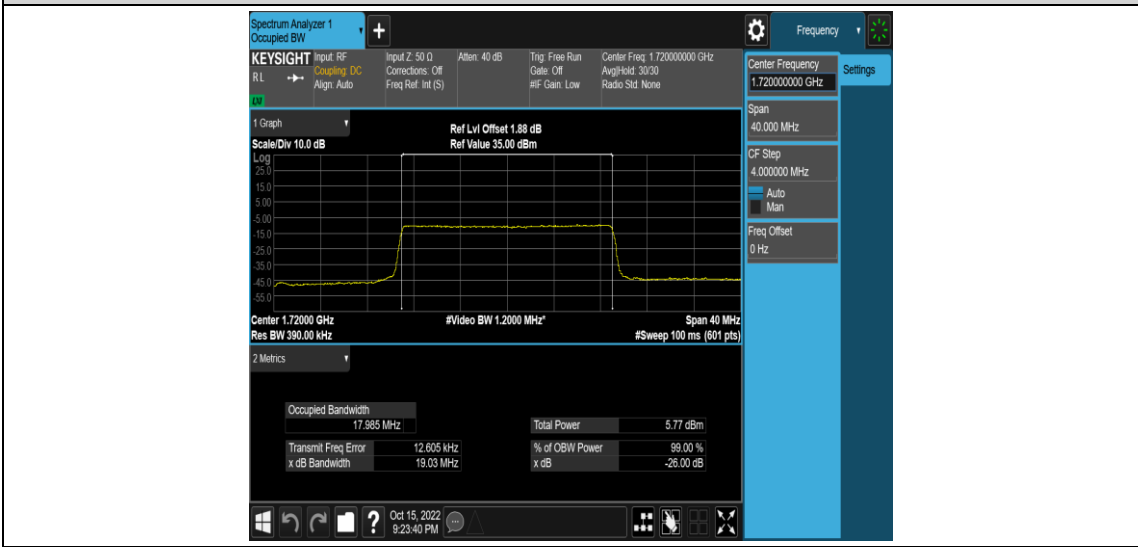 Spectrum Analyzer 1
Occupied BW
+
Frequency
KEYSIGHT
RL
LXI
Input: RF
Coupling: DC
Align: Auto
Input Z: 50 Ω
Corrections: Off
Freq Ref: Int (S)
Atten: 40 dB
Trig: Free Run
Gate: Off
#IF Gain: Low
Center Freq: 1.720000000 GHz
Avg|Hold: 30/30
Radio Std: None
Center Frequency
1.720000000 GHz
Settings
Span
40.000 MHz
CF Step
4.000000 MHz
Auto
Man
Freq Offset
0 Hz
1 Graph
Scale/Div 10.0 dB
Ref Lvl Offset 1.88 dB
Ref Value 35.00 dBm
Log
25.0
15.0
5.00
-5.00
-15.0
-25.0
-35.0
-45.0
-55.0
Center 1.72000 GHz
#Video BW 1.2000 MHz*
Span 40 MHz
Res BW 390.00 kHz
#Sweep 100 ms (601 pts)
2 Metrics
Occupied Bandwidth
17.985 MHz
Total Power 5.77 dBm
Transmit Freq Error 12.605 kHz
% of OBW Power 99.00 %
x dB Bandwidth 19.03 MHz
x dB -26.00 dB
?
Oct 15, 2022
9:23:40 PM